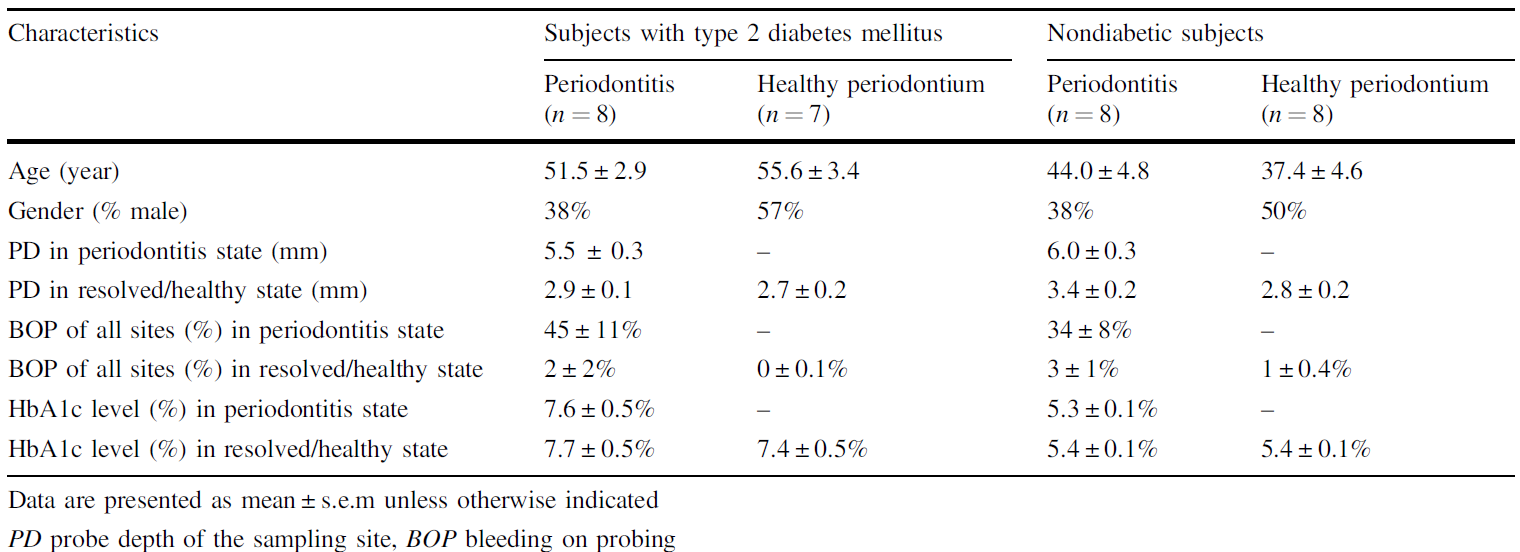 Characteristics Subjects with type 2 diabetes mellitus Nondiabetic subjects
Periodontitis Healthy periodontium Periodontitis Healthy periodontium
(n = 8) (n = 7) (n = 8) (n = 8)
Age (year) 51.5 ± 2.9 55.6 ± 3.4 44.0 ± 4.8 37.4 ± 4.6
Gender (% male) 38% 57% 38% 50%
PD in periodontitis state (mm) 5.5 ± 0.3 – 6.0 ± 0.3 –
PD in resolved/healthy state (mm) 2.9 ± 0.1 2.7 ± 0.2 3.4 ± 0.2 2.8 ± 0.2
BOP of all sites (%) in periodontitis state 45 ± 11% – 34 ± 8% –
BOP of all sites (%) in resolved/healthy state 2 ± 2% 0 ± 0.1% 3 ± 1% 1 ± 0.4%
HbA1c level (%) in periodontitis state 7.6 ± 0.5% – 5.3 ± 0.1% –
HbA1c level (%) in resolved/healthy state 7.7 ± 0.5% 7.4 ± 0.5% 5.4 ± 0.1% 5.4 ± 0.1%
Data are presented as mean ± s.e.m unless otherwise indicated
PD probe depth of the sampling site, BOP bleeding on probing